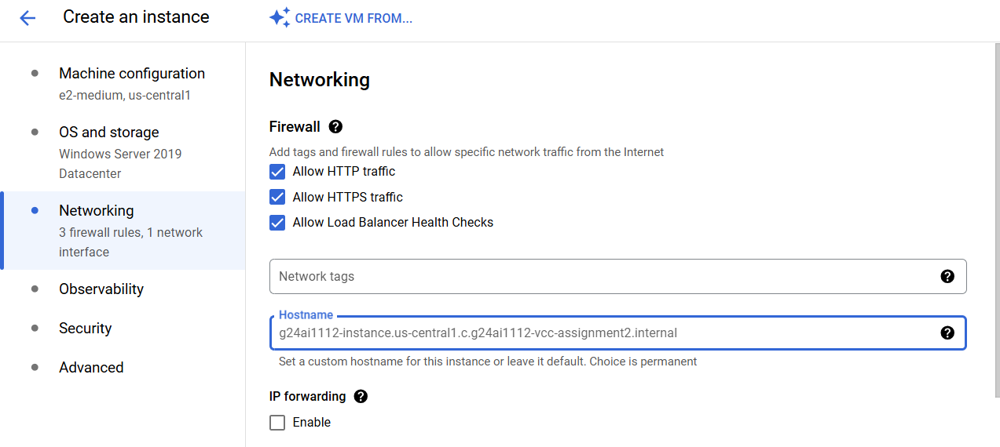 Create an instance
CREATE VM FROM...
Machine configuration
e2-medium, us-central1
OS and storage
Windows Server 2019
Datacenter
Networking
3 firewall rules, 1 network
interface
Observability
Security
Advanced
Networking
Firewall ?
Add tags and firewall rules to allow specific network traffic from the Internet
Allow HTTP traffic
Allow HTTPS traffic
Allow Load Balancer Health Checks
Network tags ?
Hostname
g24ai1112-instance.us-central1.c.g24ai1112-vcc-assignment2.internal ?
Set a custom hostname for this instance or leave it default. Choice is permanent
IP forwarding ?
Enable